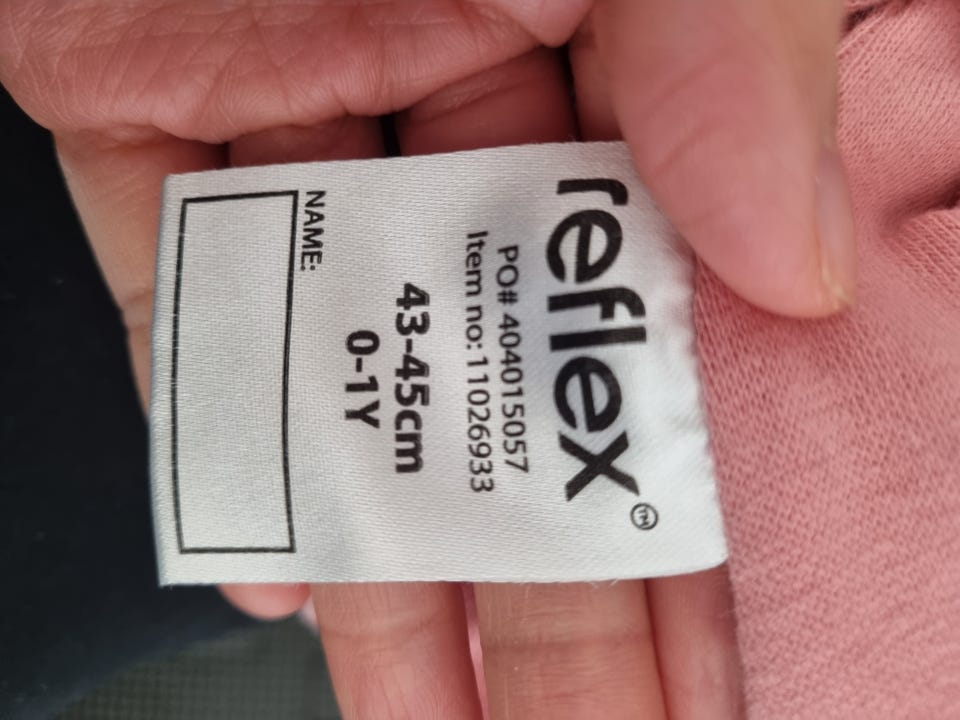 reflex™
PO# 404015057
Item no: 11026933
43-45cm
0-1Y
NAME: